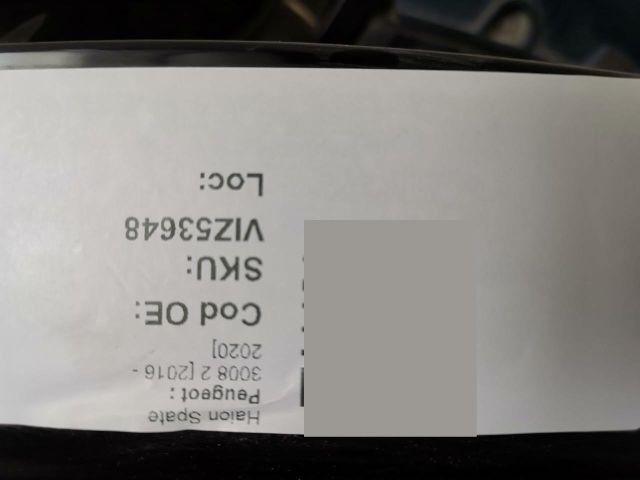 Haion Spate
Peugeot :
3008 2 [2016 -
2020]
Cod OE:
SKU:
VIZ53648
Loc: